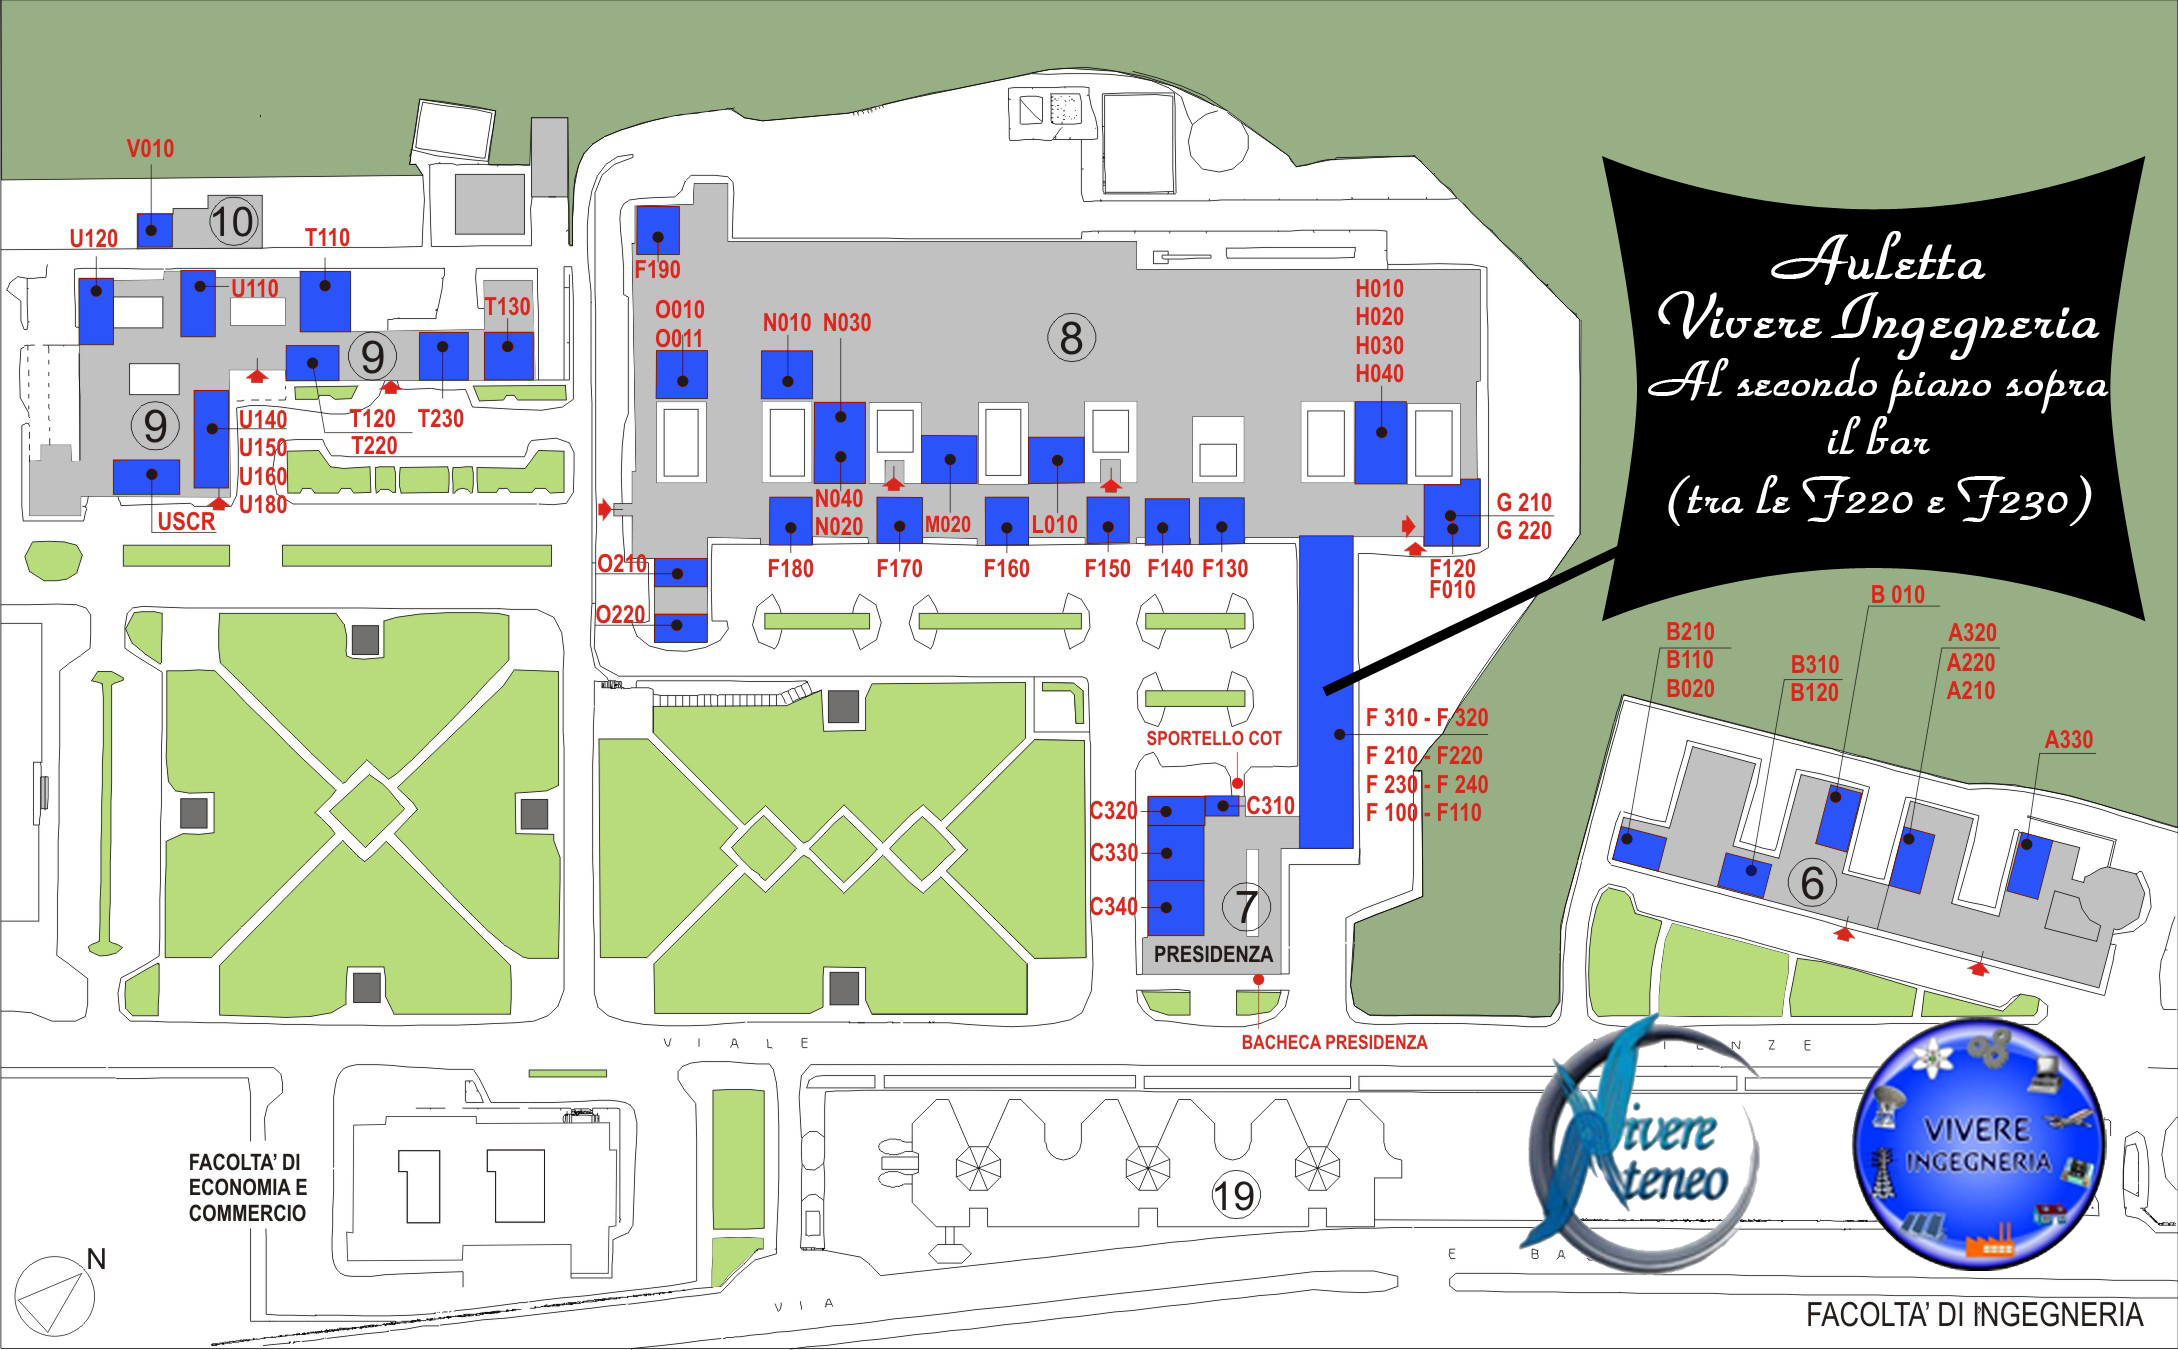 V010
10
U120
U110
T110
T130
9
9
T120
T220
T230
U140
U150
U160
U180
USCR
F190
O010
O011
N010
N030
8
H010
H020
H030
H040
N040
N020
M020
L010
O210
O220
F180
F170
F160
F150
F140
F130
G 210
G 220
F120
F010
Auletta
Vivere Ingegneria
Al secondo piano sopra
il bar
(tra le F220 e F230)
B 010
B210
B110
B020
B310
B120
A320
A220
A210
A330
6
F 310 - F 320
F 210 - F220
F 230 - F 240
F 100 - F110
SPORTELLO COT
C310
C320
C330
C340
7
PRESIDENZA
BACHECA PRESIDENZA
VIALE
IENZE
FACOLTA' DI
ECONOMIA E
COMMERCIO
19
Vivere
Ateneo
VIVERE
INGEGNERIA
N
VIA
E BA
FACOLTA' DI INGEGNERIA